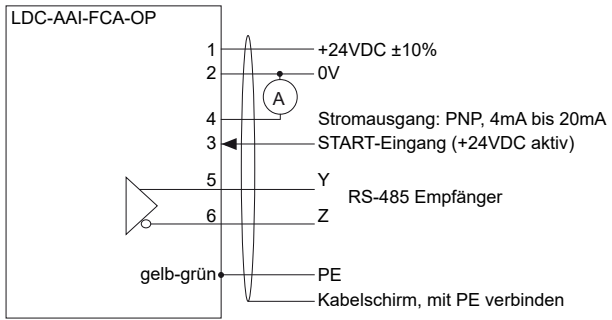 LDC-AAI-FCA-OP
1 +24VDC ±10%
2 0V
A
4 Stromausgang: PNP, 4mA bis 20mA
3 START-Eingang (+24VDC aktiv)
5 Y
RS-485 Empfänger
6 Z
gelb-grün PE
Kabelschirm, mit PE verbinden